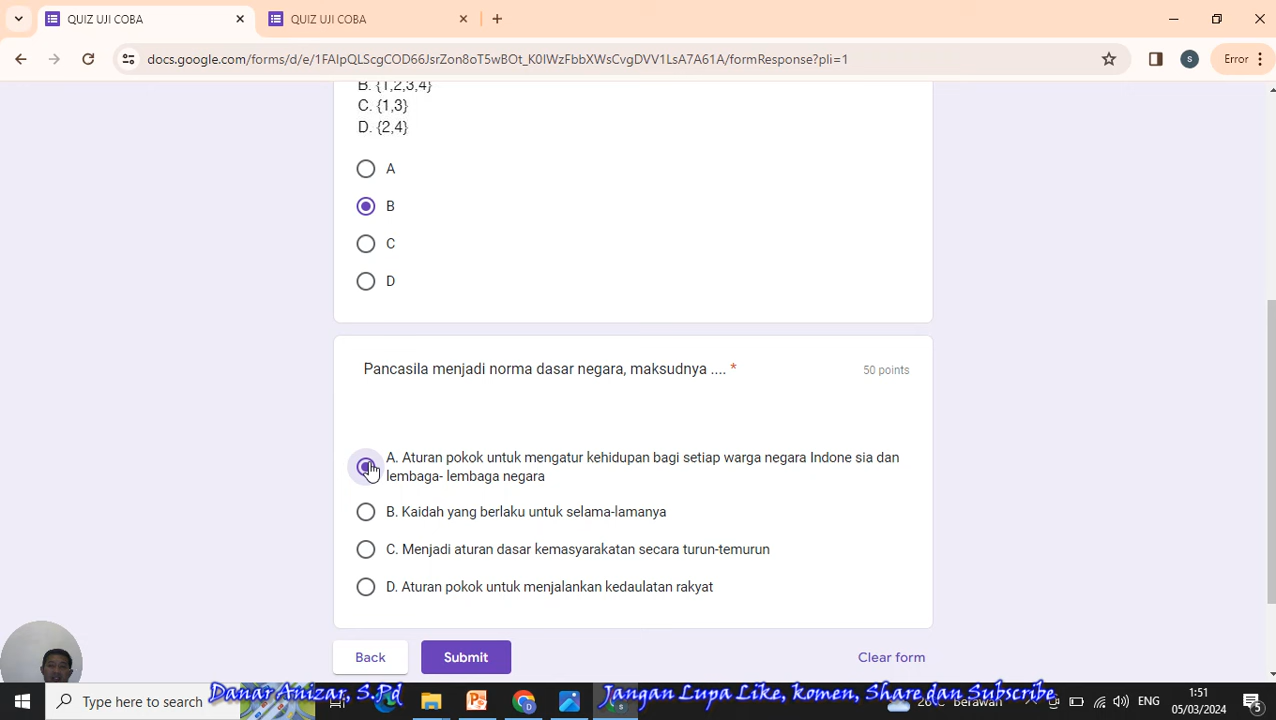 QUIZ UJI COBA
QUIZ UJI COBA
docs.google.com/forms/d/e/1FAIpQLScgCOD66JsrZom8oT5wBOt_K0IWzFbbXWsCvgDVV1LsA7A61A/formResponse?pli=1
s
Error
B. {1,2,3,4}
C. {1,3}
D. {2,4}
A
B
C
D
Pancasila menjadi norma dasar negara, maksudnya .... *
50 points
A. Aturan pokok untuk mengatur kehidupan bagi setiap warga negara Indone sia dan
lembaga- lembaga negara
B. Kaidah yang berlaku untuk selama-lamanya
C. Menjadi aturan dasar kemasyarakatan secara turun-temurun
D. Aturan pokok untuk menjalankan kedaulatan rakyat
Back
Submit
Clear form
Type here to search
Danar Anizar, S.Pd
Jangan Lupa Like, komen, Share dan Subscribe
Berawan
ENG
1:51
05/03/2024
5